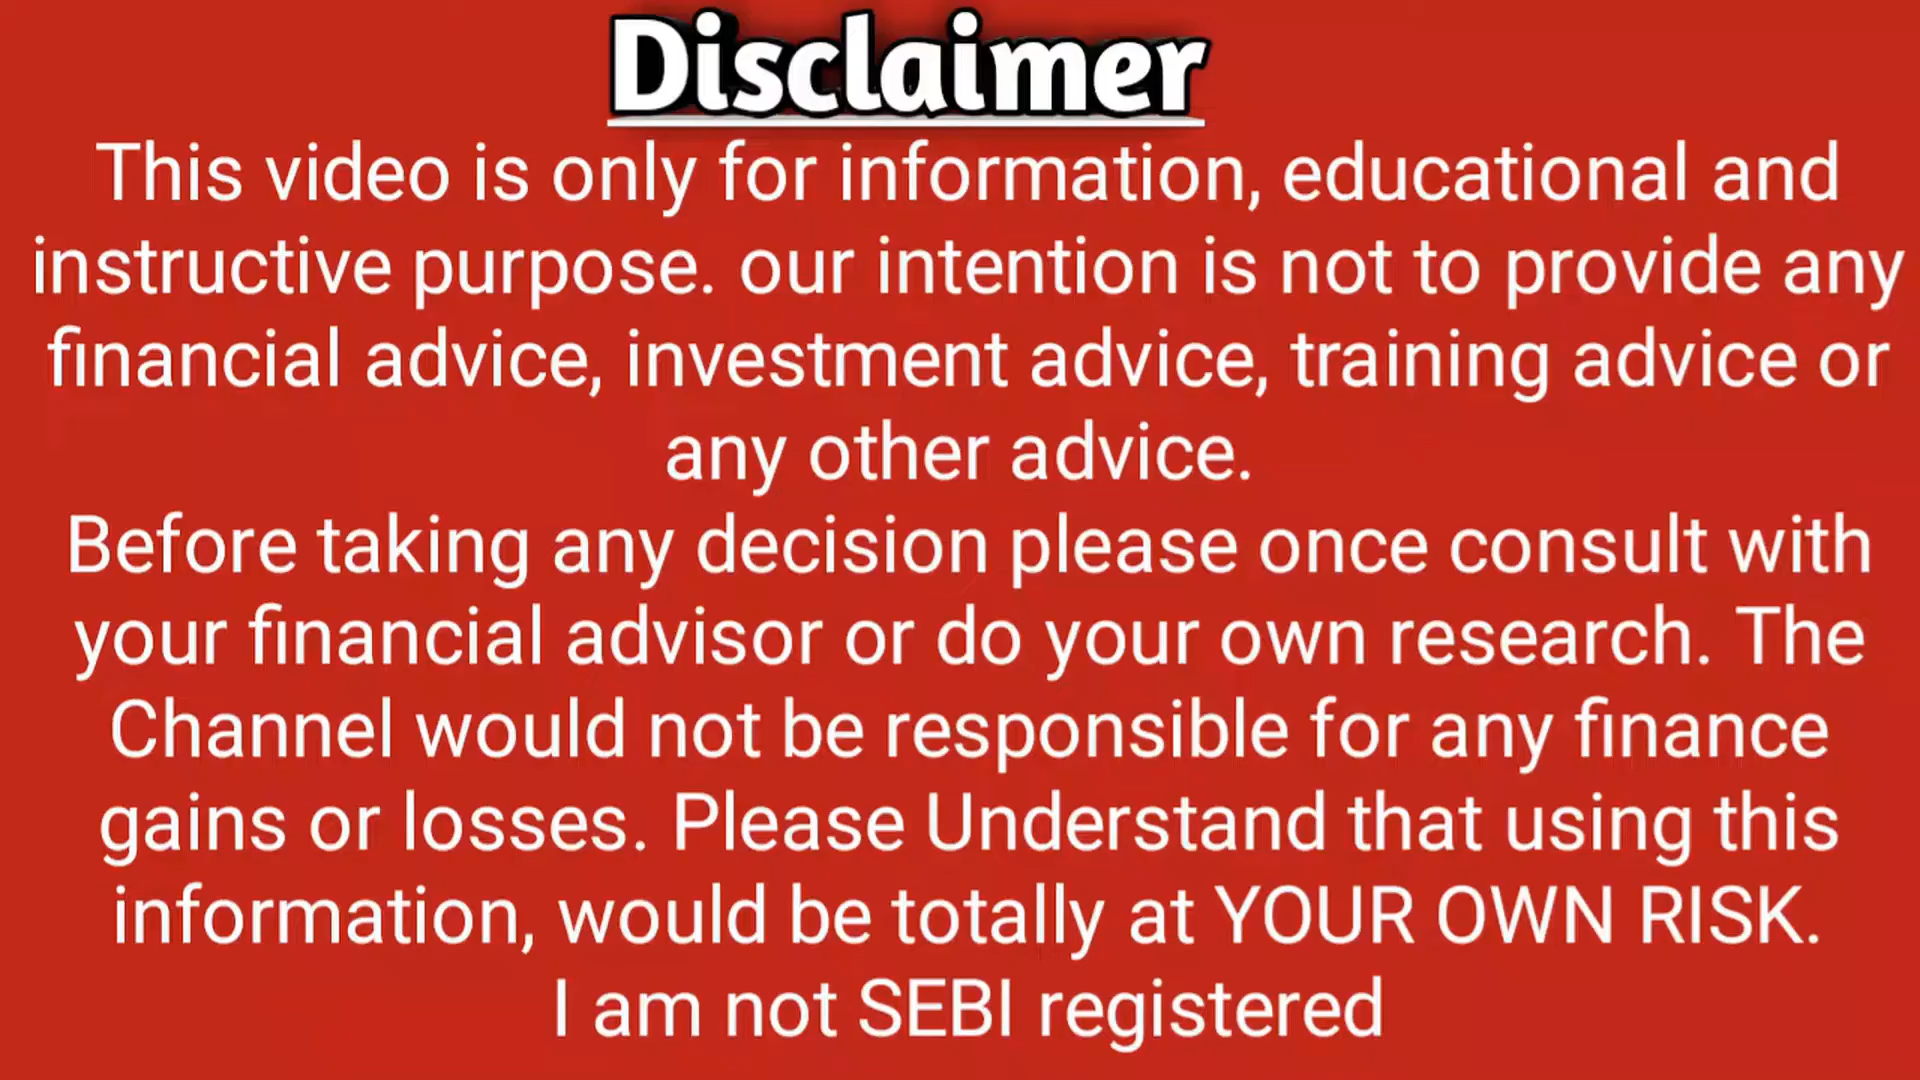 Disclaimer
This video is only for information, educational and
instructive purpose. our intention is not to provide any
financial advice, investment advice, training advice or
any other advice.
Before taking any decision please once consult with
your financial advisor or do your own research. The
Channel would not be responsible for any finance
gains or losses. Please Understand that using this
information, would be totally at YOUR OWN RISK.
I am not SEBI registered